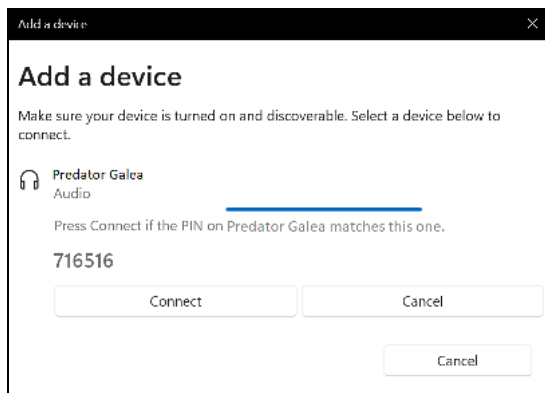 Add a device
Add a device
Make sure your device is turned on and discoverable. Select a device below to
connect.
Predator Galea
Audio
Press Connect if the PIN on Predator Galea matches this one.
716516
Connect Cancel
Cancel